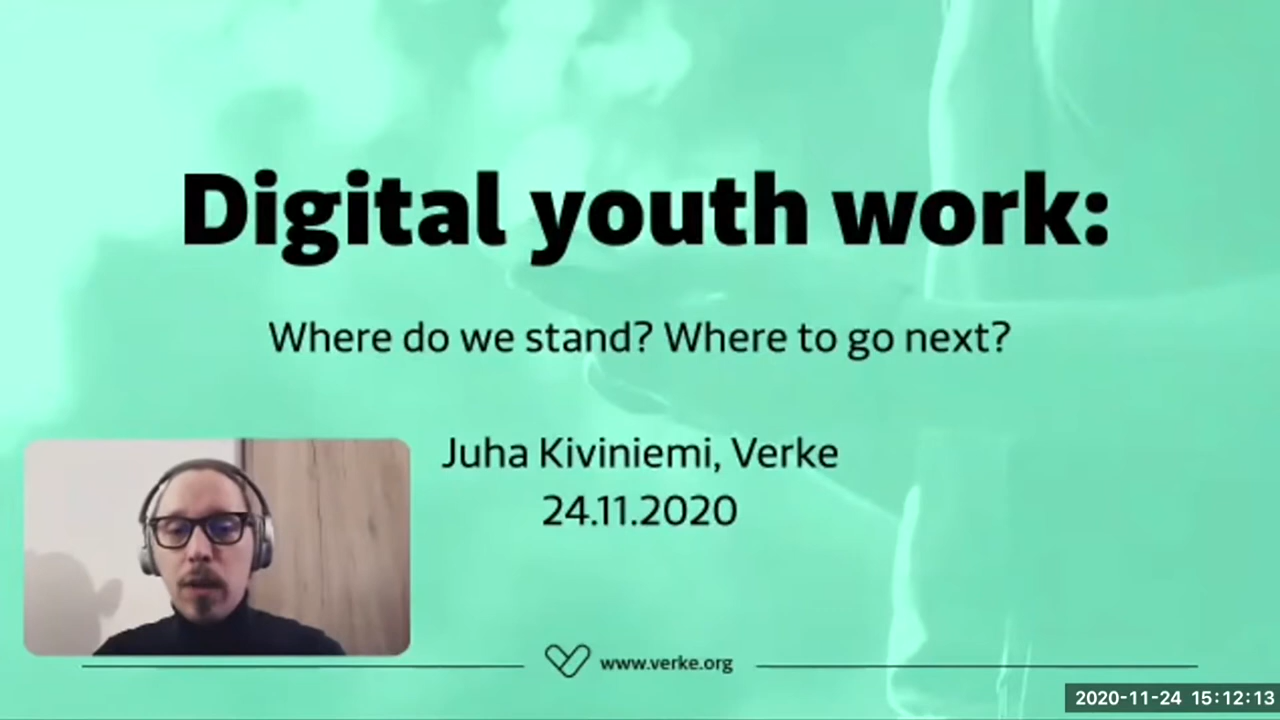 Digital youth work:
Where do we stand? Where to go next?
Juha Kiviniemi, Verke
24.11.2020
www.verke.org
2020-11-24 15:12:13